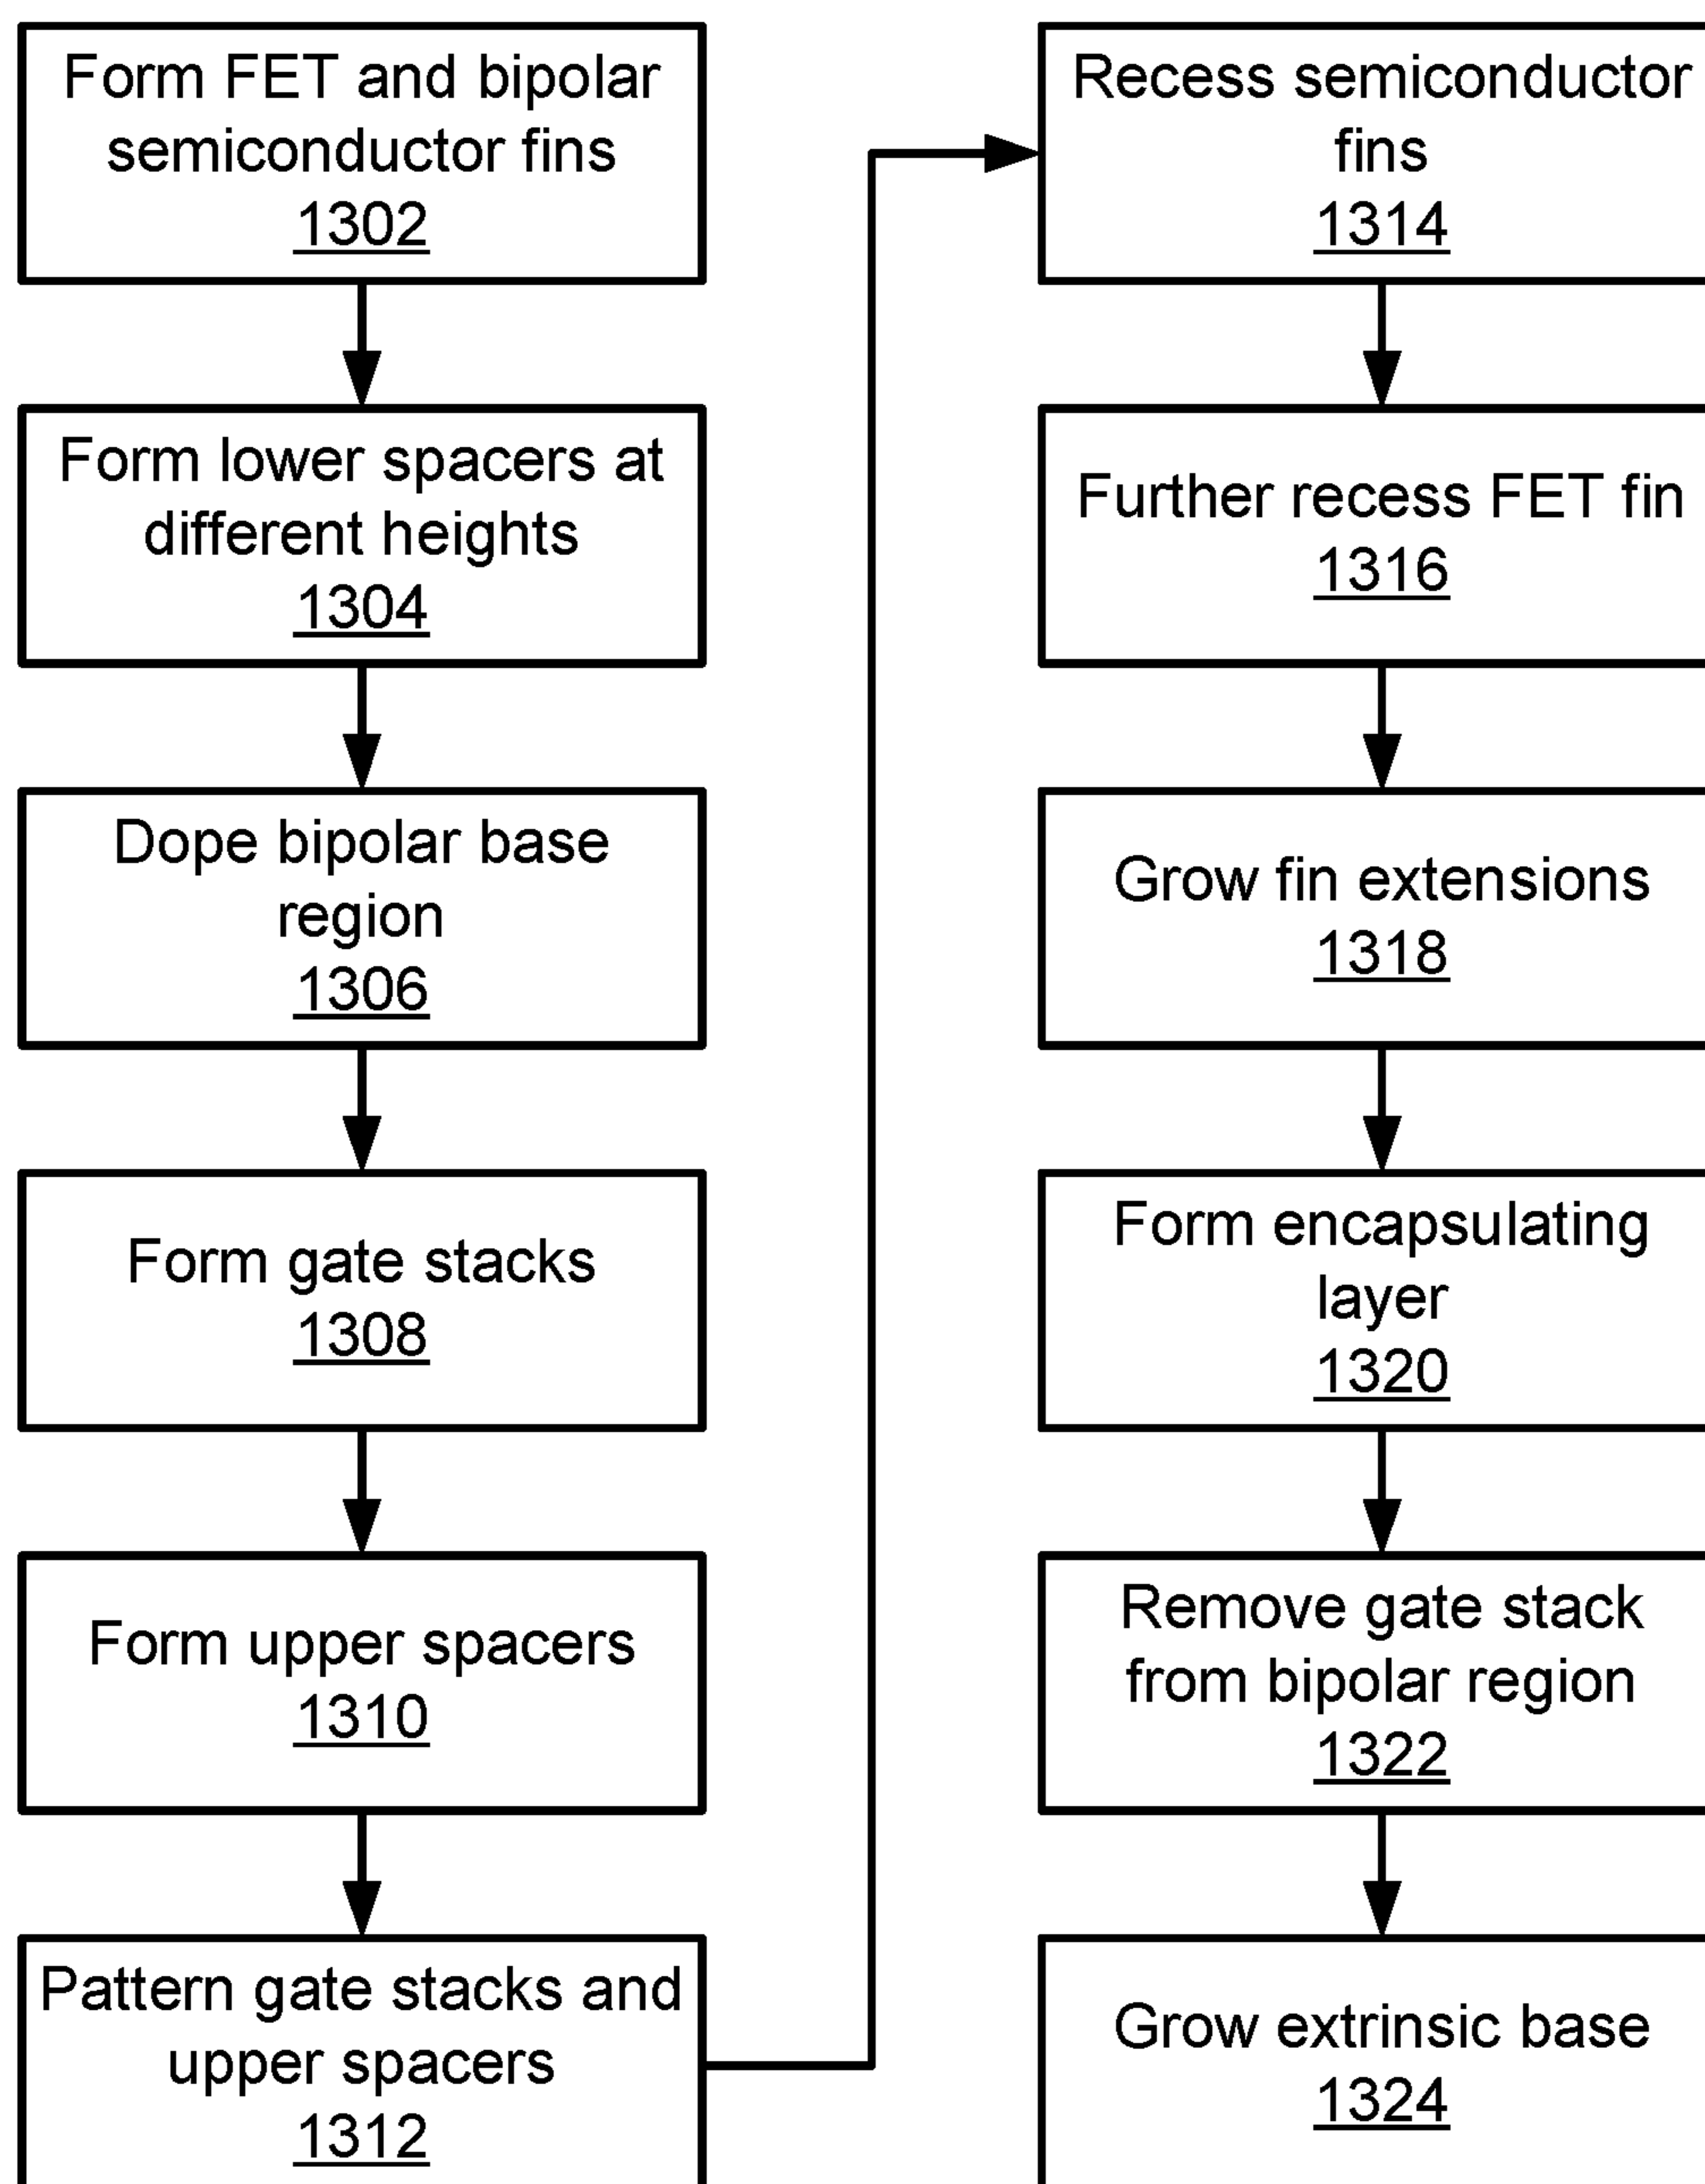 Form FET and bipolar
semiconductor fins
1302
Form lower spacers at
different heights
1304
Dope bipolar base
region
1306
Form gate stacks
1308
Form upper spacers
1310
Pattern gate stacks and
upper spacers
1312
Recess semiconductor
fins
1314
Further recess FET fin
1316
Grow fin extensions
1318
Form encapsulating
layer
1320
Remove gate stack
from bipolar region
1322
Grow extrinsic base
1324